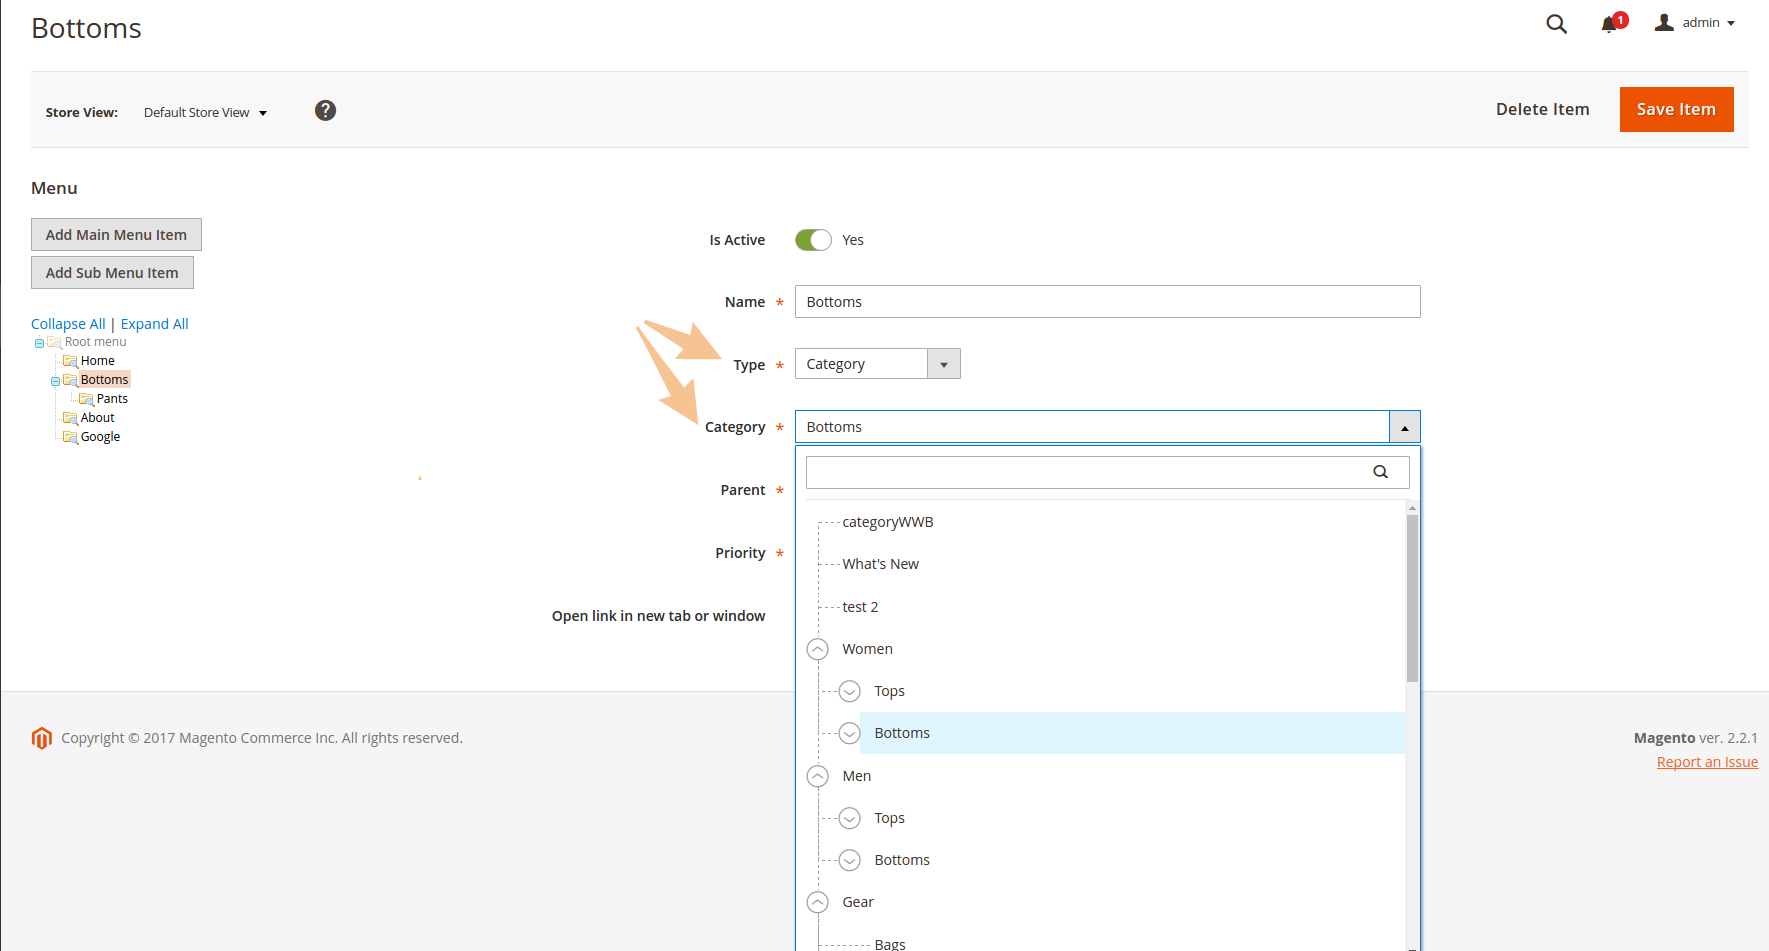 Bottoms
1
admin
Store View: Default Store View ?
Delete Item
Save Item
Menu
Add Main Menu Item
Add Sub Menu Item
Collapse All | Expand All
Root menu
Home
Bottoms
Pants
About
Google
Is Active Yes
Name * Bottoms
Type * Category
Category * Bottoms
Parent *
Priority *
Open link in new tab or window
categoryWWB
What's New
test 2
Women
Tops
Bottoms
Men
Tops
Bottoms
Gear
Bags
Copyright © 2017 Magento Commerce Inc. All rights reserved.
Magento ver. 2.2.1
Report an Issue